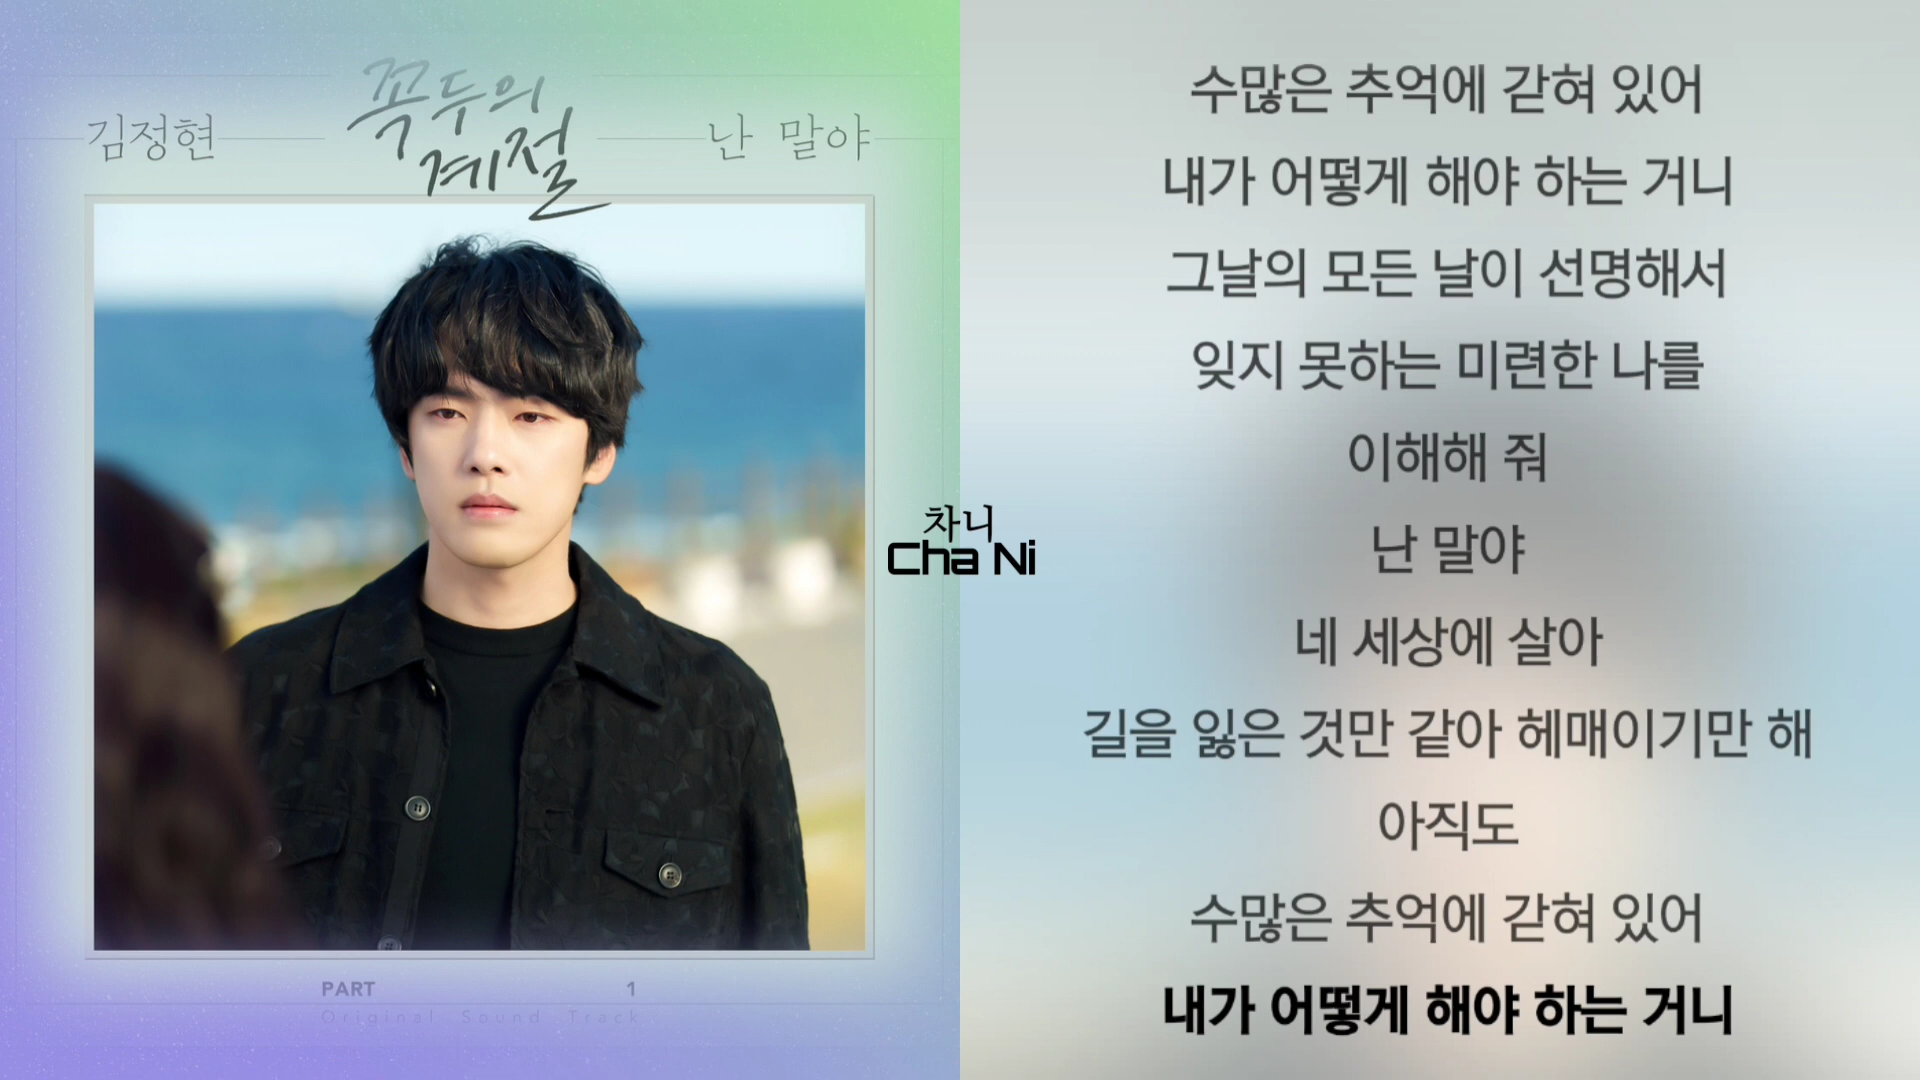 꼭두의
계절
김정현
난 말야
PART 1
Original Sound Track
차니
Cha Ni
수많은 추억에 갇혀 있어
내가 어떻게 해야 하는 거니
그날의 모든 날이 선명해서
잊지 못하는 미련한 나를
이해해 줘
난 말야
네 세상에 살아
길을 잃은 것만 같아 헤매이기만 해
아직도
수많은 추억에 갇혀 있어
내가 어떻게 해야 하는 거니